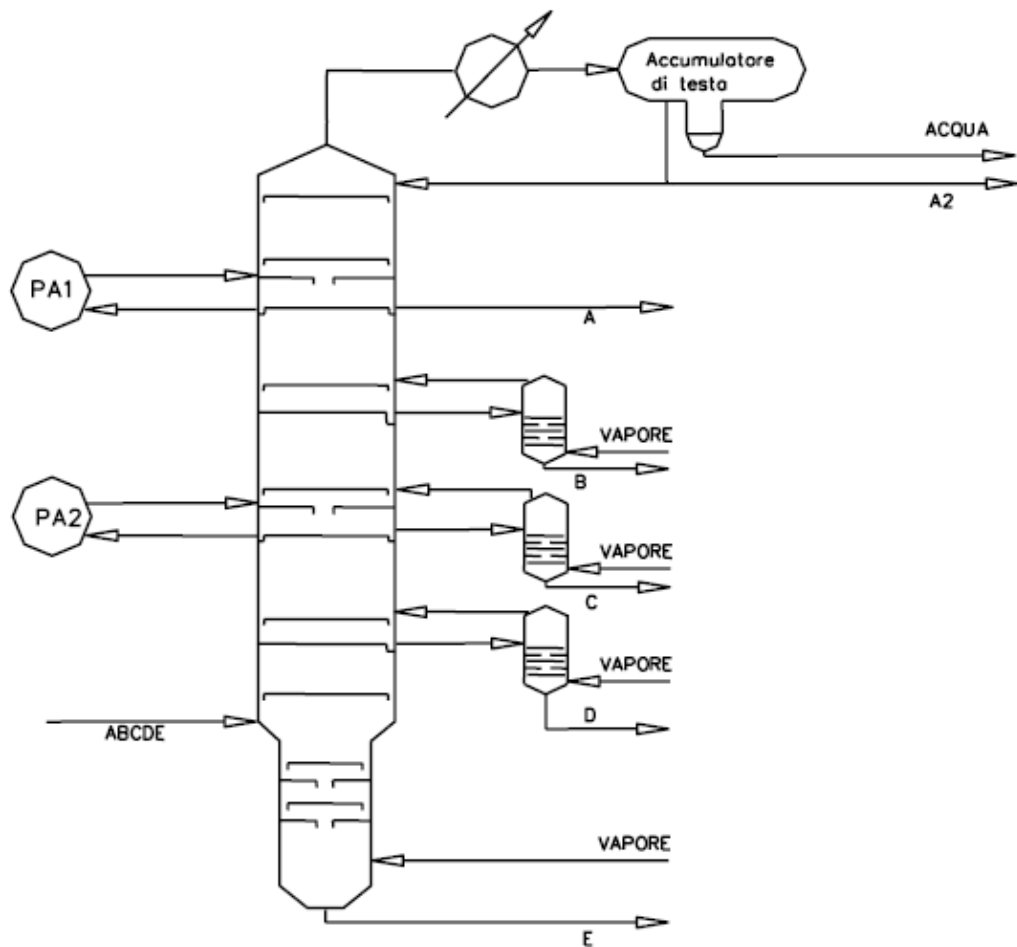 Accumulatore
di testa
ACQUA
A2
PA1
A
VAPORE
B
PA2
VAPORE
C
VAPORE
D
ABCDE
VAPORE
E